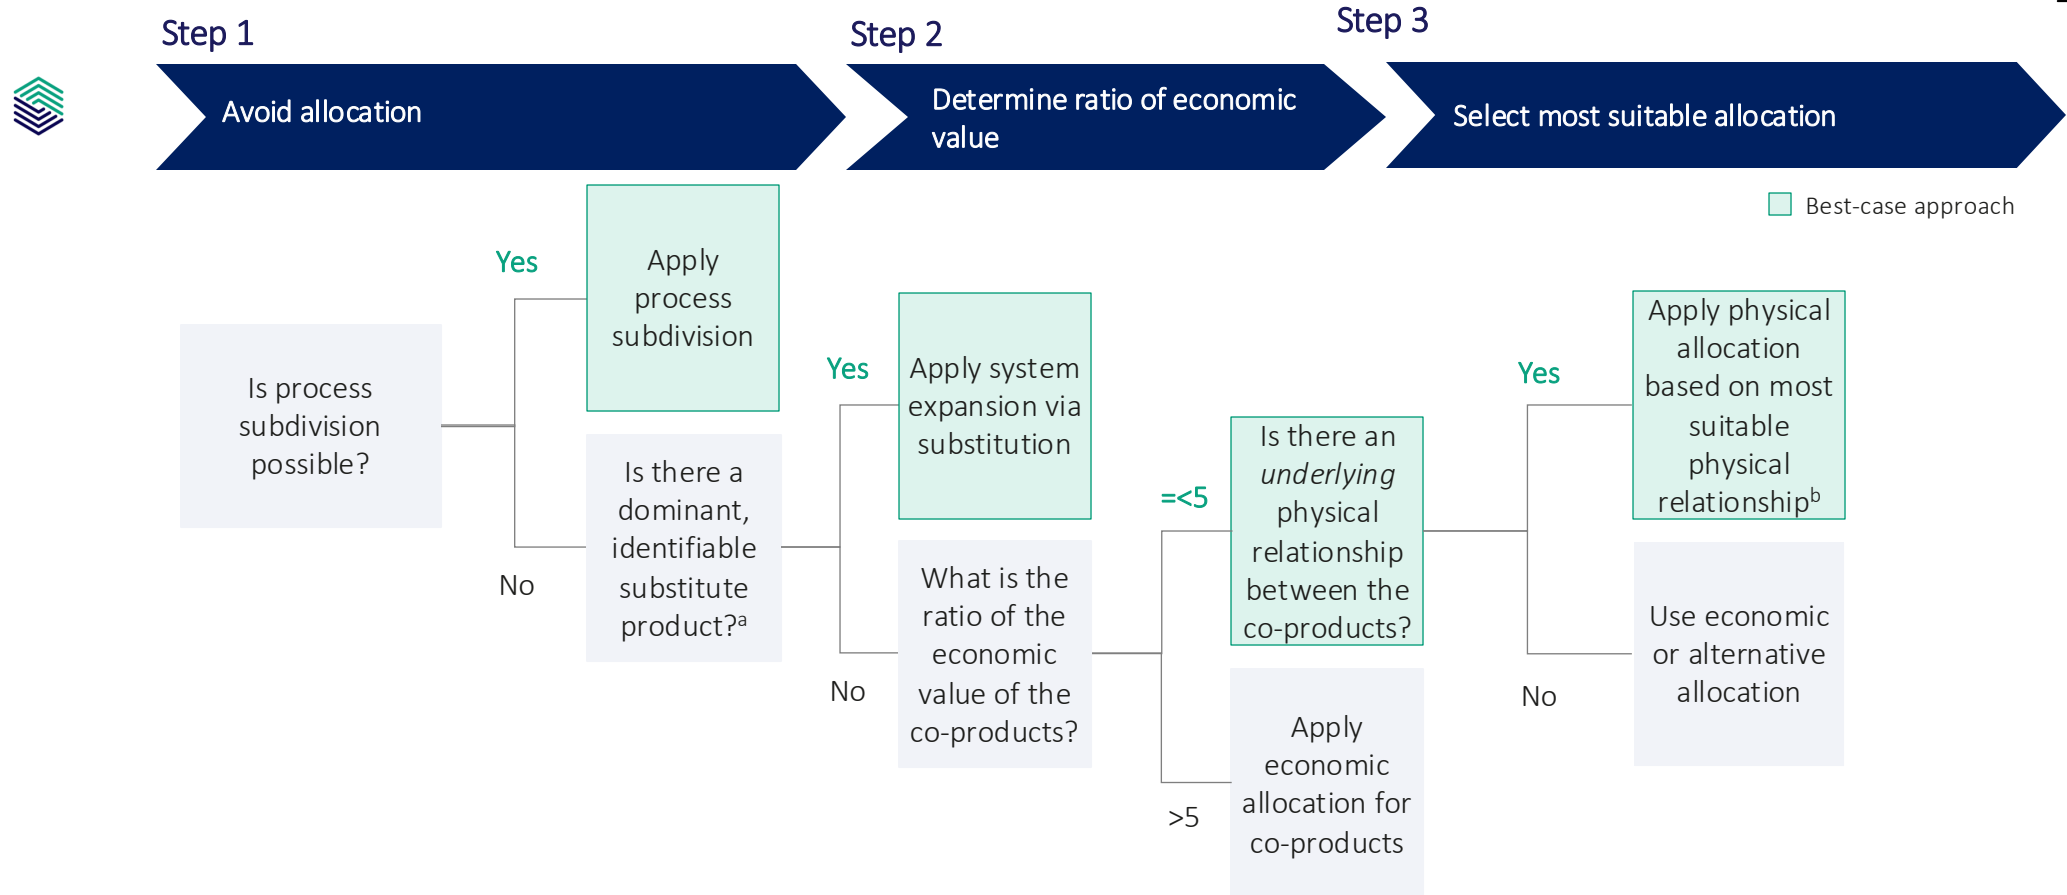 Step 1
Step 2
Step 3
Avoid allocation
Determine ratio of economic
value
Select most suitable allocation
Best-case approach
Is process
subdivision
possible?
Yes
No
Apply
process
subdivision
Is there a
dominant,
identifiable
substitute
product?ᵃ
Yes
No
Apply system
expansion via
substitution
What is the
ratio of the
economic
value of the
co-products?
=<5
>5
Is there an
underlying
physical
relationship
between the
co-products?
Apply
economic
allocation for
co-products
Yes
No
Apply physical
allocation
based on most
suitable
physical
relationshipᵇ
Use economic
or alternative
allocation